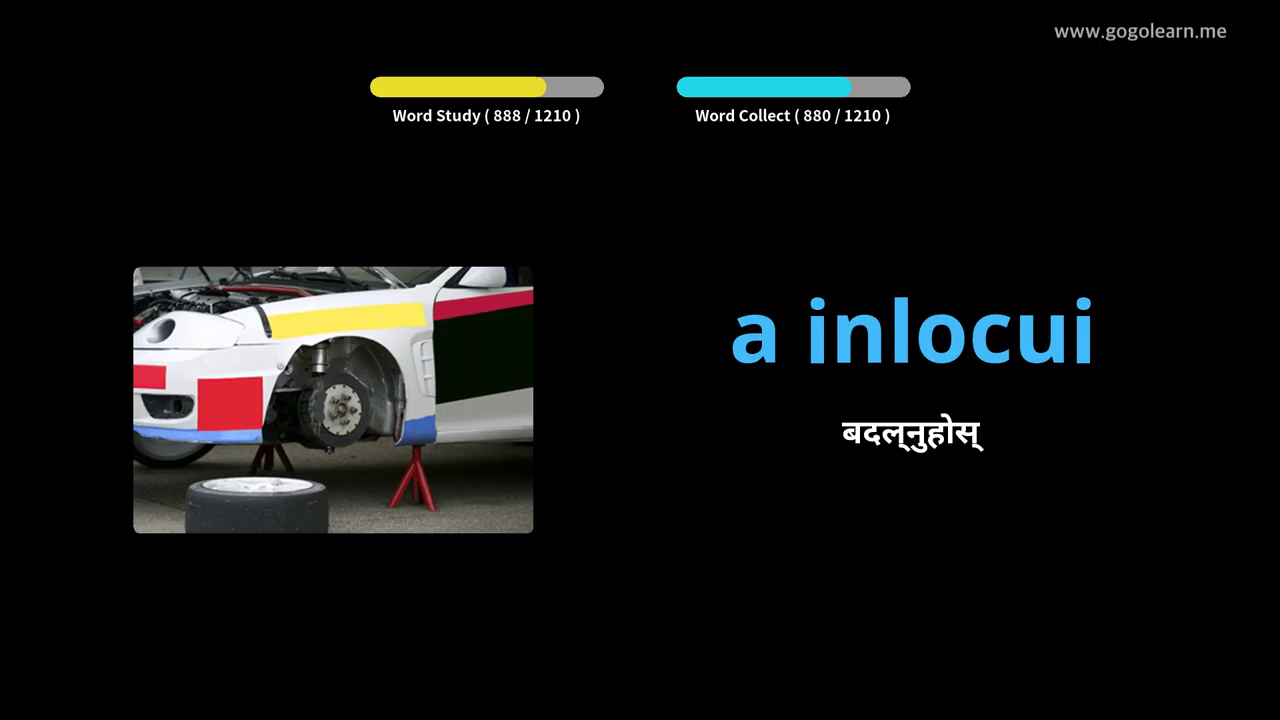 www.gogolearn.me
Word Study ( 888 / 1210 )
Word Collect ( 880 / 1210 )
a inlocui
बदल्नुहोस्